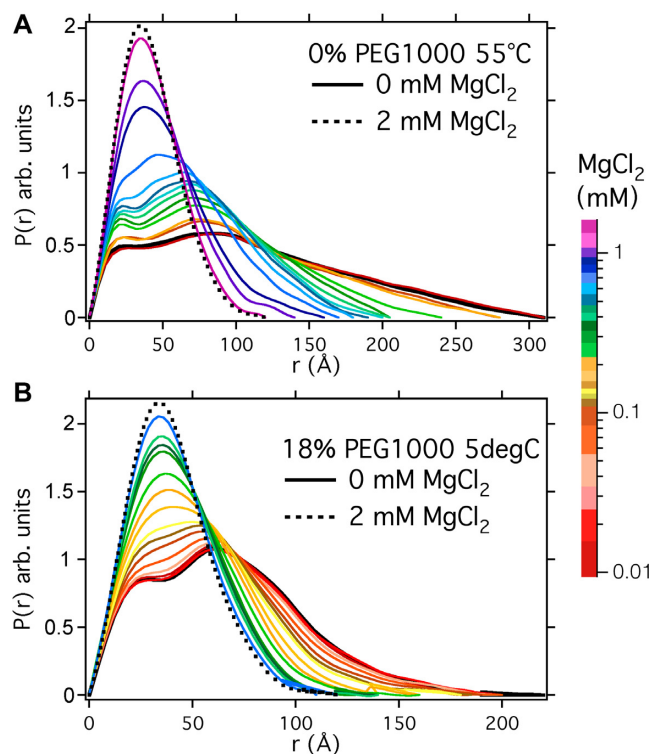 A
0% PEG1000 55°C
0 mM MgCl₂
2 mM MgCl₂
2
1.5
1
0.5
0
P(r) arb. units
0 50 100 150 200 250 300
r (Å)
MgCl₂
(mM)
1
0.1
0.01
B
18% PEG1000 5degC
0 mM MgCl₂
2 mM MgCl₂
2
1.5
1
0.5
0
P(r) arb. units
0 50 100 150 200
r (Å)